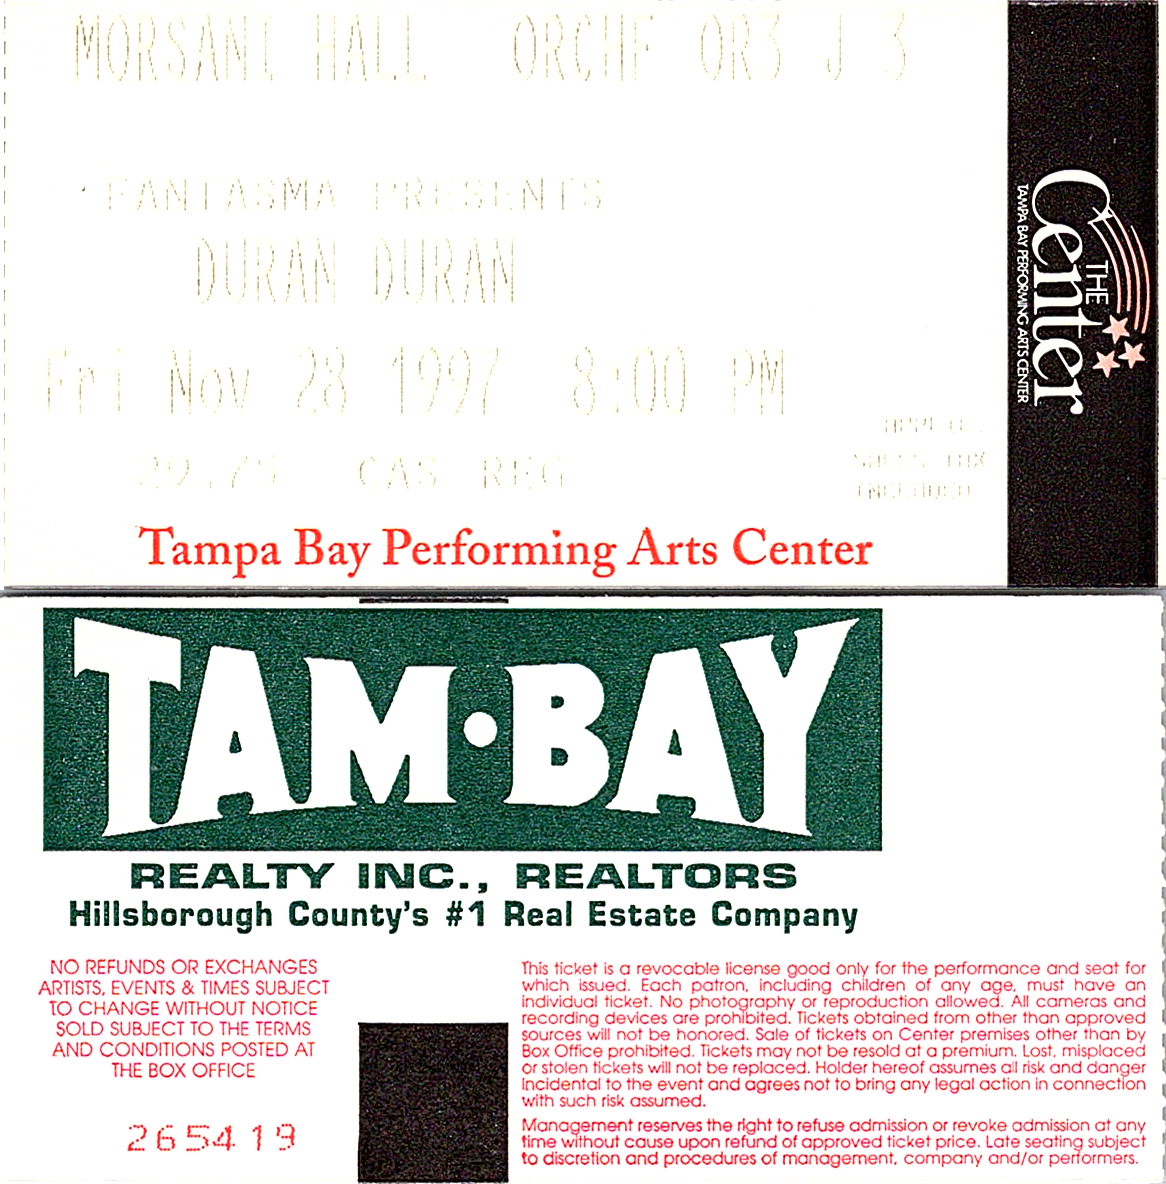 MORSANI HALL ORCHF OR3 J 3
FANTASMA PRESENTS
DURAN DURAN
Fri Nov 28 1997 8:00 PM
29.75 CAS REG
INCLUDED
Tampa Bay Performing Arts Center
THE
Center
TAMPA BAY PERFORMING ARTS CENTER
TAM•BAY
REALTY INC., REALTORS
Hillsborough County's #1 Real Estate Company
NO REFUNDS OR EXCHANGES
ARTISTS, EVENTS & TIMES SUBJECT
TO CHANGE WITHOUT NOTICE
SOLD SUBJECT TO THE TERMS
AND CONDITIONS POSTED AT
THE BOX OFFICE
265419
This ticket is a revocable license good only for the performance and seat for
which issued. Each patron, including children of any age, must have an
individual ticket. No photography or reproduction allowed. All cameras and
recording devices are prohibited. Tickets obtained from other than approved
sources will not be honored. Sale of tickets on Center premises other than by
Box Office prohibited. Tickets may not be resold at a premium. Lost, misplaced
or stolen tickets will not be replaced. Holder hereof assumes all risk and danger
incidental to the event and agrees not to bring any legal action in connection
with such risk assumed.
Management reserves the right to refuse admission or revoke admission at any
time without cause upon refund of approved ticket price. Late seating subject
to discretion and procedures of management, company and/or performers.